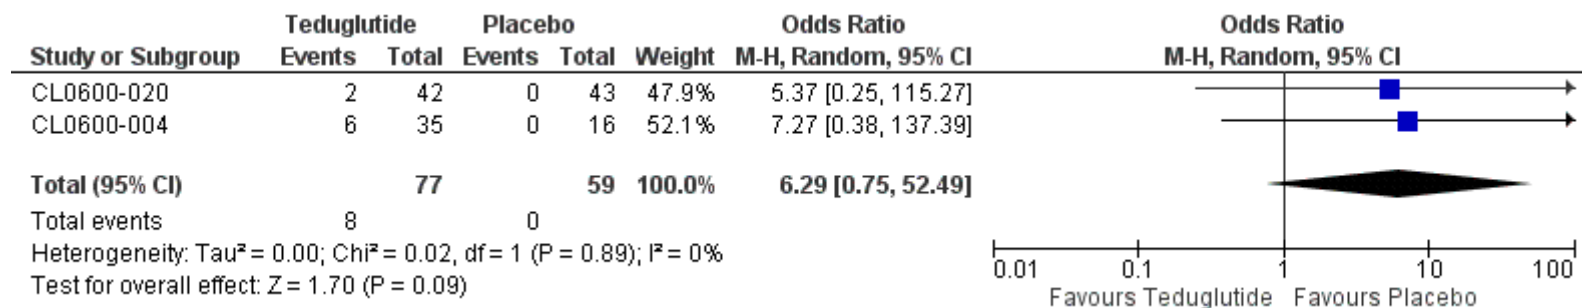 Teduglutide Placebo Odds Ratio Odds Ratio
Study or Subgroup Events Total Events Total Weight M-H, Random, 95% CI M-H, Random, 95% CI
CL0600-020 2 42 0 43 47.9% 5.37 [0.25, 115.27]
CL0600-004 6 35 0 16 52.1% 7.27 [0.38, 137.39]
Total (95% CI) 77 59 100.0% 6.29 [0.75, 52.49]
Total events 8 0
Heterogeneity: Tau² = 0.00; Chi² = 0.02, df = 1 (P = 0.89); I² = 0%
Test for overall effect: Z = 1.70 (P = 0.09)
0.01 0.1 1 10 100
Favours Teduglutide Favours Placebo